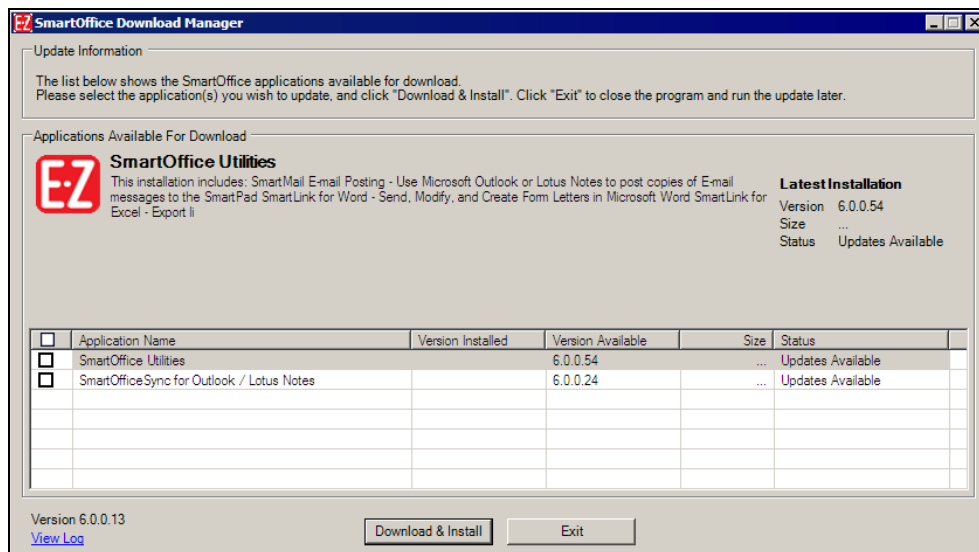 E-Z SmartOffice Download Manager
Update Information
The list below shows the SmartOffice applications available for download.
Please select the application(s) you wish to update, and click "Download & Install". Click "Exit" to close the program and run the update later.
Applications Available For Download
E-Z
SmartOffice Utilities
This installation includes: SmartMail E-mail Posting - Use Microsoft Outlook or Lotus Notes to post copies of E-mail
messages to the SmartPad SmartLink for Word - Send, Modify, and Create Form Letters in Microsoft Word SmartLink for
Excel - Export li
Latest Installation
Version 6.0.0.54
Size ...
Status Updates Available
Application Name Version Installed Version Available Size Status
SmartOffice Utilities 6.0.0.54 ... Updates Available
SmartOfficeSync for Outlook / Lotus Notes 6.0.0.24 ... Updates Available
Version 6.0.0.13
View Log
Download & Install Exit